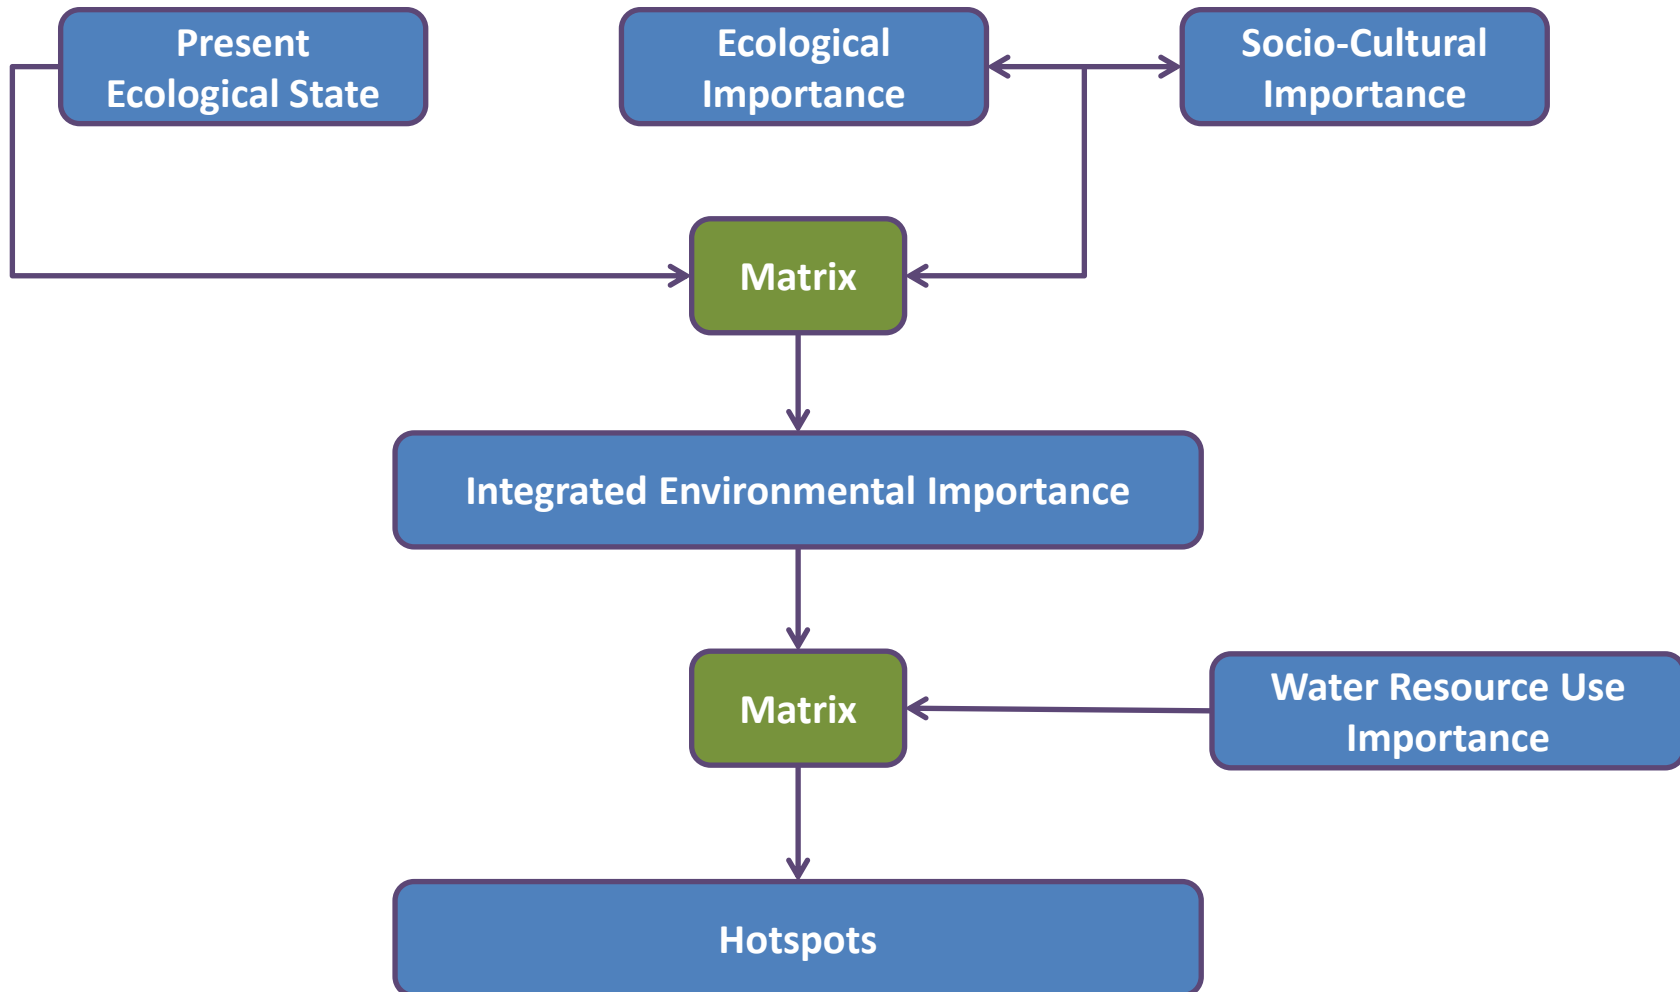 Present
Ecological State
Ecological
Importance
Socio-Cultural
Importance
Matrix
Integrated Environmental Importance
Matrix
Water Resource Use
Importance
Hotspots